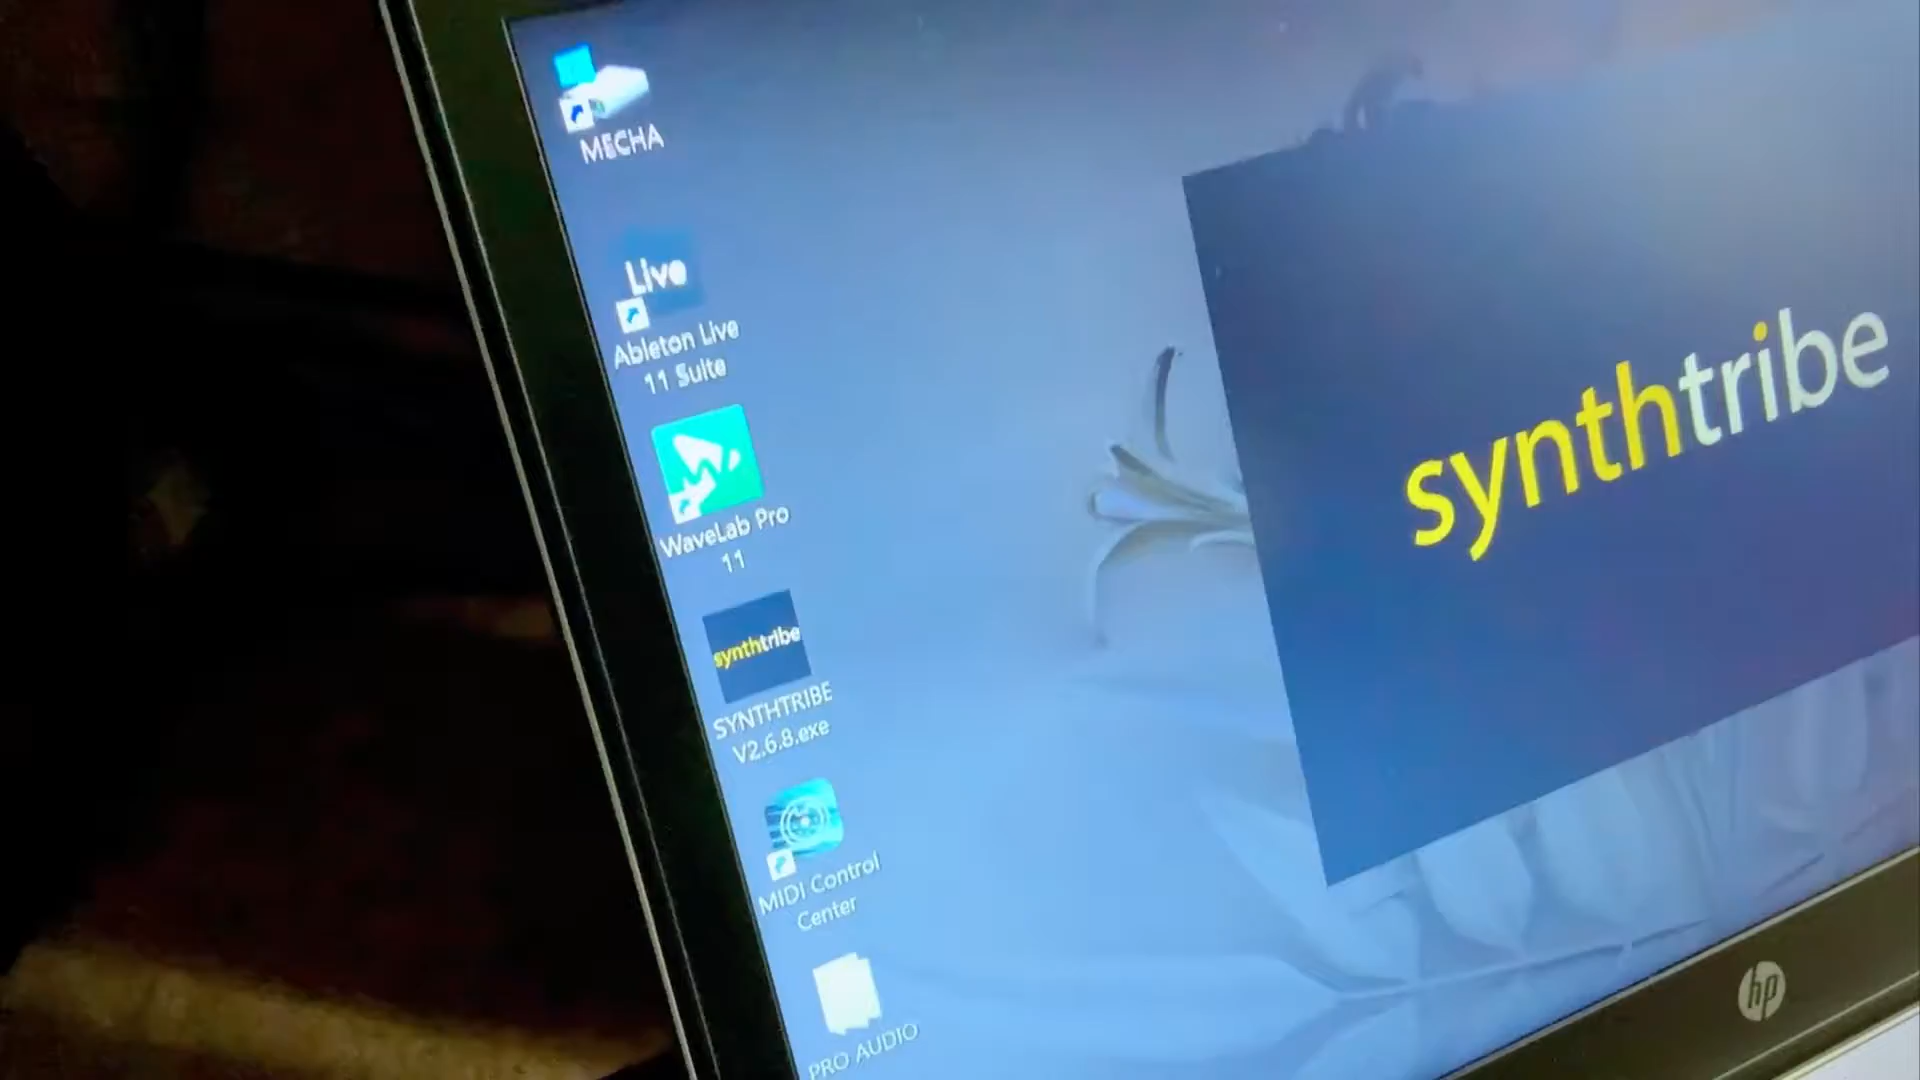 MECHA
Live
Ableton Live
11 Suite
WaveLab Pro
11
synthtribe
SYNTHTRIBE
V2.6.8.exe
MIDI Control
Center
PRO AUDIO
synthtribe
hp